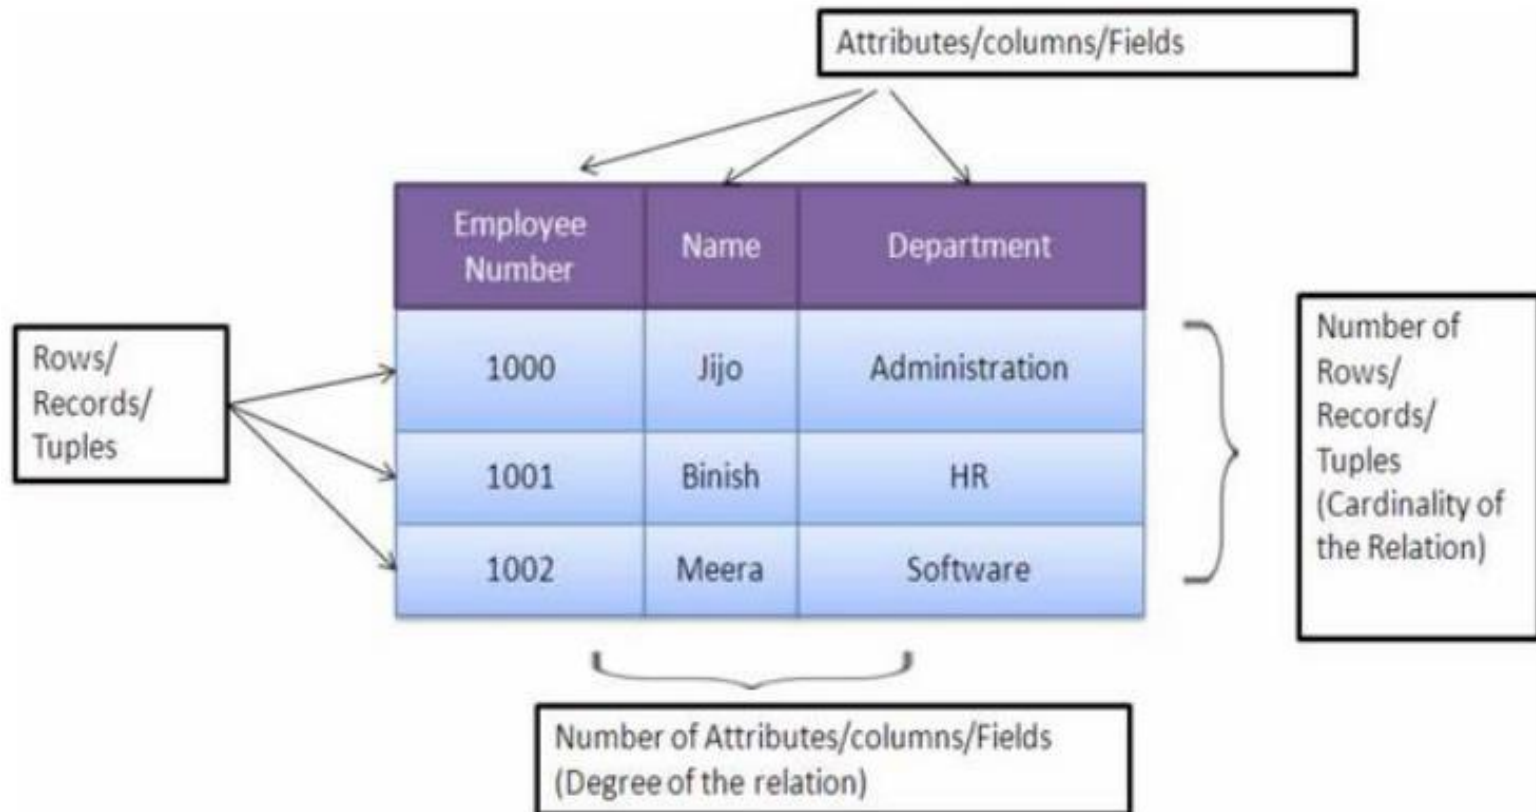 Attributes/columns/Fields
Employee
Number
Name
Department
Rows/
Records/
Tuples
1000
Jijo
Administration
1001
Binish
HR
1002
Meera
Software
Number of
Rows/
Records/
Tuples
(Cardinality of
the Relation)
Number of Attributes/columns/Fields
(Degree of the relation)